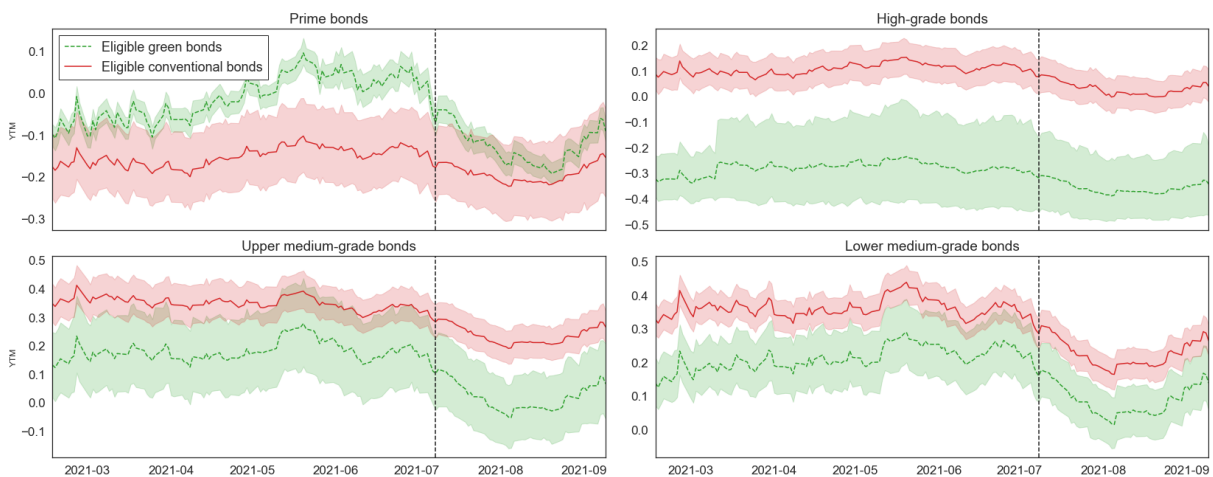 Prime bonds
Eligible green bonds
Eligible conventional bonds
YTM
0.1
0.0
−0.1
−0.2
−0.3
High-grade bonds
0.2
0.1
0.0
−0.1
−0.2
−0.3
−0.4
−0.5
Upper medium-grade bonds
YTM
0.5
0.4
0.3
0.2
0.1
0.0
−0.1
2021-03 2021-04 2021-05 2021-06 2021-07 2021-08 2021-09
Lower medium-grade bonds
0.5
0.4
0.3
0.2
0.1
0.0
2021-03 2021-04 2021-05 2021-06 2021-07 2021-08 2021-09